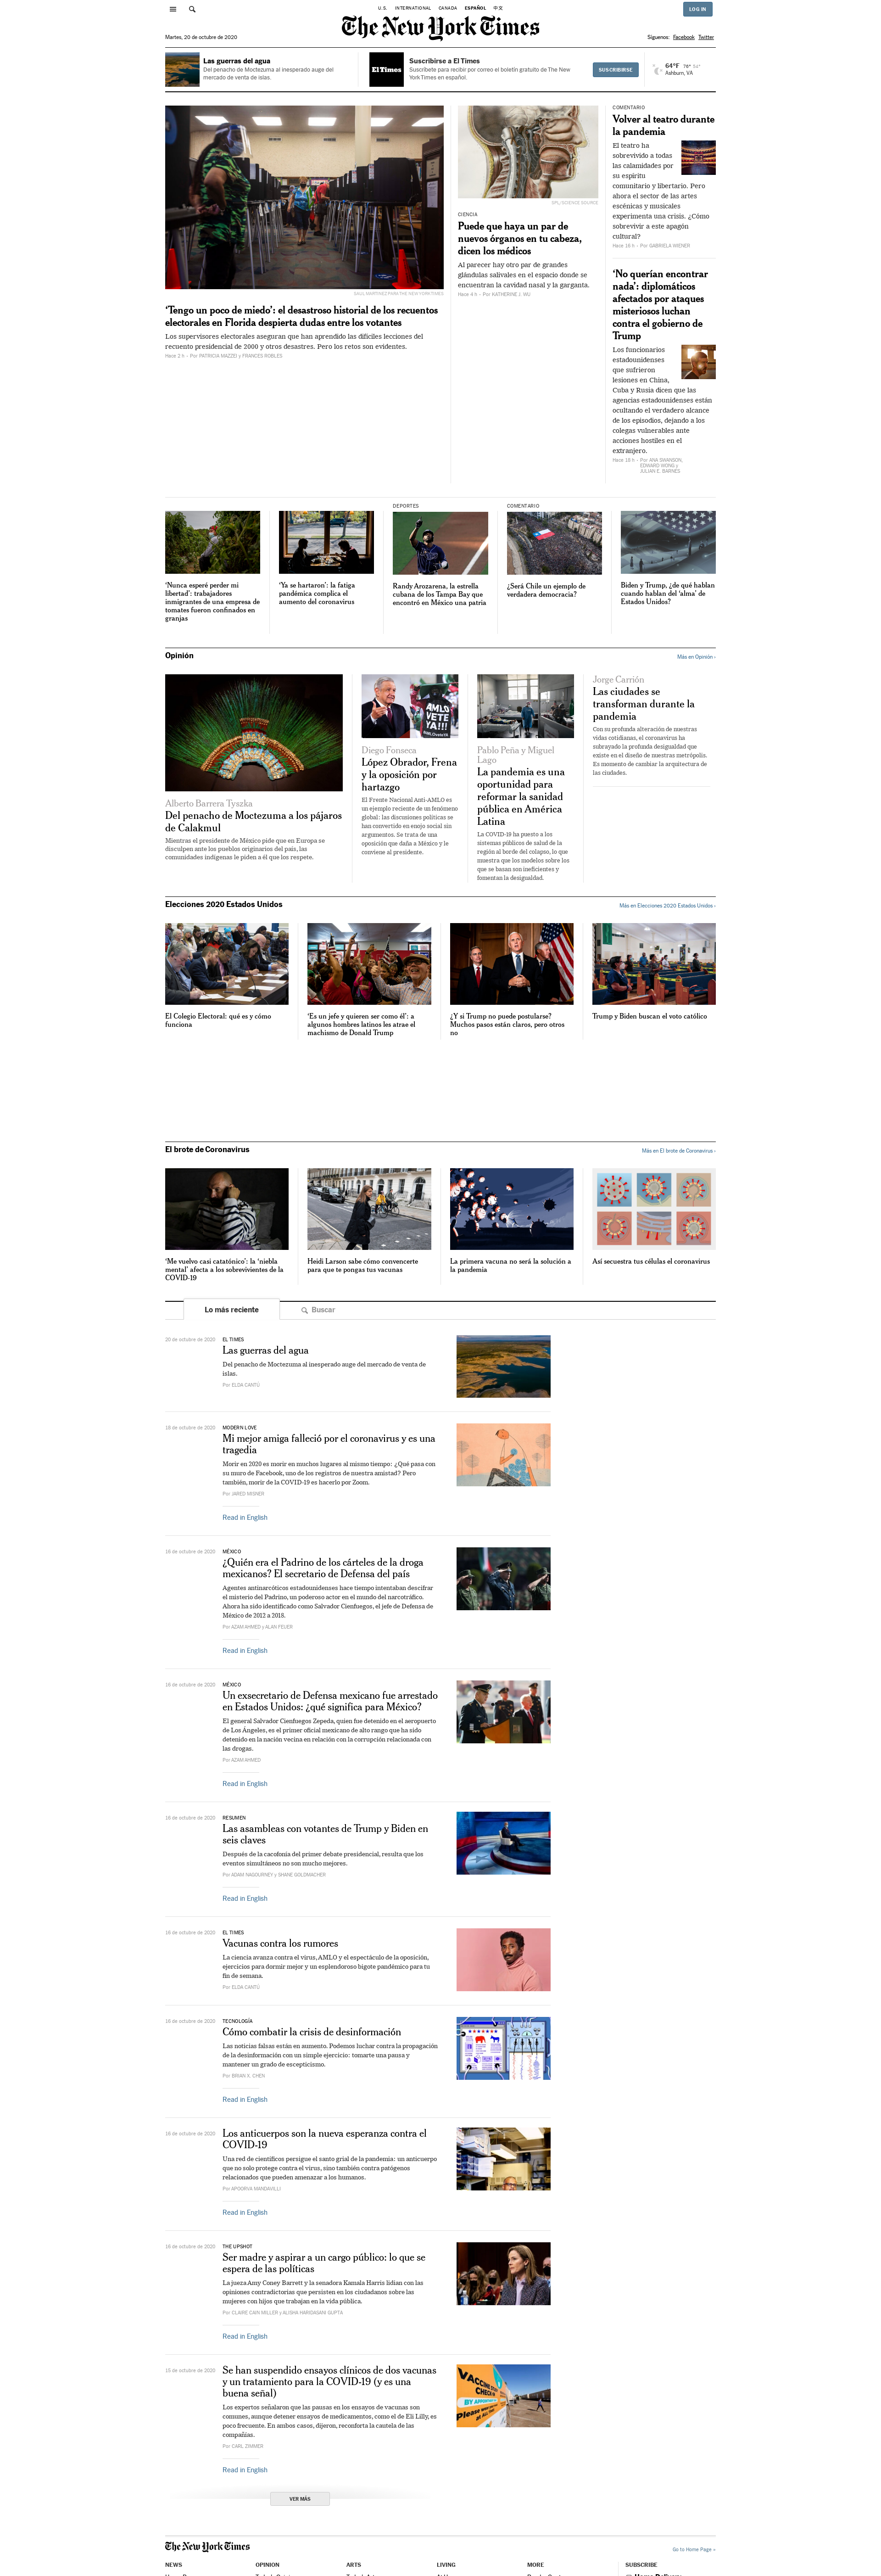 U.S. INTERNATIONAL CANADA ESPAÑOL 中文
LOG IN
The New York Times
Martes, 20 de octubre de 2020
Síguenos: Facebook Twitter
Las guerras del agua
Del penacho de Moctezuma al inesperado auge del
mercado de venta de islas.
El Times
Suscribirse a El Times
Suscríbete para recibir por correo el boletín gratuito de The New
York Times en español.
SUSCRIBIRSE
64°F 76° 54°
Ashburn, VA
SAUL MARTINEZ PARA THE NEW YORK TIMES
‘Tengo un poco de miedo’: el desastroso historial de los recuentos
electorales en Florida despierta dudas entre los votantes
Los supervisores electorales aseguran que han aprendido las difíciles lecciones del
recuento presidencial de 2000 y otros desastres. Pero los retos son evidentes.
Hace 2 h – Por PATRICIA MAZZEI y FRANCES ROBLES
SPL/SCIENCE SOURCE
CIENCIA
Puede que haya un par de
nuevos órganos en tu cabeza,
dicen los médicos
Al parecer hay otro par de grandes
glándulas salivales en el espacio donde se
encuentran la cavidad nasal y la garganta.
Hace 4 h – Por KATHERINE J. WU
COMENTARIO
Volver al teatro durante
la pandemia
El teatro ha
sobrevivido a todas
las calamidades por
su espíritu
comunitario y libertario. Pero
ahora el sector de las artes
escénicas y musicales
experimenta una crisis. ¿Cómo
sobrevivir a este apagón
cultural?
Hace 16 h – Por GABRIELA WIENER
‘No querían encontrar
nada’: diplomáticos
afectados por ataques
misteriosos luchan
contra el gobierno de
Trump
Los funcionarios
estadounidenses
que sufrieron
lesiones en China,
Cuba y Rusia dicen que las
agencias estadounidenses están
ocultando el verdadero alcance
de los episodios, dejando a los
colegas vulnerables ante
acciones hostiles en el
extranjero.
Hace 18 h – Por ANA SWANSON,
EDWARD WONG y
JULIAN E. BARNES
‘Nunca esperé perder mi
libertad’: trabajadores
inmigrantes de una empresa de
tomates fueron confinados en
granjas
‘Ya se hartaron’: la fatiga
pandémica complica el
aumento del coronavirus
DEPORTES
Randy Arozarena, la estrella
cubana de los Tampa Bay que
encontró en México una patria
COMENTARIO
¿Será Chile un ejemplo de
verdadera democracia?
Biden y Trump, ¿de qué hablan
cuando hablan del ‘alma’ de
Estados Unidos?
Opinión
Más en Opinión ›
Alberto Barrera Tyszka
Del penacho de Moctezuma a los pájaros
de Calakmul
Mientras el presidente de México pide que en Europa se
disculpen ante los pueblos originarios del país, las
comunidades indígenas le piden a él que los respete.
AMLO
VETE
YA!!!
Diego Fonseca
López Obrador, Frena
y la oposición por
hartazgo
El Frente Nacional Anti-AMLO es
un ejemplo reciente de un fenómeno
global: las discusiones políticas se
han convertido en enojo social sin
argumentos. Se trata de una
oposición que daña a México y le
conviene al presidente.
Pablo Peña y Miguel
Lago
La pandemia es una
oportunidad para
reformar la sanidad
pública en América
Latina
La COVID-19 ha puesto a los
sistemas públicos de salud de la
región al borde del colapso, lo que
muestra que los modelos sobre los
que se basan son ineficientes y
fomentan la desigualdad.
Jorge Carrión
Las ciudades se
transforman durante la
pandemia
Con su profunda alteración de nuestras
vidas cotidianas, el coronavirus ha
subrayado la profunda desigualdad que
existe en el diseño de nuestras metrópolis.
Es momento de cambiar la arquitectura de
las ciudades.
Elecciones 2020 Estados Unidos
Más en Elecciones 2020 Estados Unidos ›
El Colegio Electoral: qué es y cómo
funciona
‘Es un jefe y quieren ser como él’: a
algunos hombres latinos les atrae el
machismo de Donald Trump
¿Y si Trump no puede postularse?
Muchos pasos están claros, pero otros
no
Trump y Biden buscan el voto católico
El brote de Coronavirus
Más en El brote de Coronavirus ›
‘Me vuelvo casi catatónico’: la ‘niebla
mental’ afecta a los sobrevivientes de la
COVID-19
Heidi Larson sabe cómo convencerte
para que te pongas tus vacunas
La primera vacuna no será la solución a
la pandemia
Así secuestra tus células el coronavirus
Lo más reciente
Buscar
20 de octubre de 2020
EL TIMES
Las guerras del agua
Del penacho de Moctezuma al inesperado auge del mercado de venta de
islas.
Por ELDA CANTÚ
18 de octubre de 2020
MODERN LOVE
Mi mejor amiga falleció por el coronavirus y es una
tragedia
Morir en 2020 es morir en muchos lugares al mismo tiempo: ¿Qué pasa con
su muro de Facebook, uno de los registros de nuestra amistad? Pero
también, morir de la COVID-19 es hacerlo por Zoom.
Por JARED MISNER
Read in English
16 de octubre de 2020
MÉXICO
¿Quién era el Padrino de los cárteles de la droga
mexicanos? El secretario de Defensa del país
Agentes antinarcóticos estadounidenses hace tiempo intentaban descifrar
el misterio del Padrino, un poderoso actor en el mundo del narcotráfico.
Ahora ha sido identificado como Salvador Cienfuegos, el jefe de Defensa de
México de 2012 a 2018.
Por AZAM AHMED y ALAN FEUER
Read in English
16 de octubre de 2020
MÉXICO
Un exsecretario de Defensa mexicano fue arrestado
en Estados Unidos: ¿qué significa para México?
El general Salvador Cienfuegos Zepeda, quien fue detenido en el aeropuerto
de Los Ángeles, es el primer oficial mexicano de alto rango que ha sido
detenido en la nación vecina en relación con la corrupción relacionada con
las drogas.
Por AZAM AHMED
Read in English
16 de octubre de 2020
RESUMEN
Las asambleas con votantes de Trump y Biden en
seis claves
Después de la cacofonía del primer debate presidencial, resulta que los
eventos simultáneos no son mucho mejores.
Por ADAM NAGOURNEY y SHANE GOLDMACHER
Read in English
16 de octubre de 2020
EL TIMES
Vacunas contra los rumores
La ciencia avanza contra el virus, AMLO y el espectáculo de la oposición,
ejercicios para dormir mejor y un esplendoroso bigote pandémico para tu
fin de semana.
Por ELDA CANTÚ
16 de octubre de 2020
TECNOLOGÍA
Cómo combatir la crisis de desinformación
Las noticias falsas están en aumento. Podemos luchar contra la propagación
de la desinformación con un simple ejercicio: tomarte una pausa y
mantener un grado de escepticismo.
Por BRIAN X. CHEN
Read in English
16 de octubre de 2020
Los anticuerpos son la nueva esperanza contra el
COVID-19
Una red de científicos persigue el santo grial de la pandemia: un anticuerpo
que no solo protege contra el virus, sino también contra patógenos
relacionados que pueden amenazar a los humanos.
Por APOORVA MANDAVILLI
Read in English
16 de octubre de 2020
THE UPSHOT
Ser madre y aspirar a un cargo público: lo que se
espera de las políticas
La jueza Amy Coney Barrett y la senadora Kamala Harris lidian con las
opiniones contradictorias que persisten en los ciudadanos sobre las
mujeres con hijos que trabajan en la vida pública.
Por CLAIRE CAIN MILLER y ALISHA HARIDASANI GUPTA
Read in English
15 de octubre de 2020
Se han suspendido ensayos clínicos de dos vacunas
y un tratamiento para la COVID-19 (y es una
buena señal)
Los expertos señalaron que las pausas en los ensayos de vacunas son
comunes, aunque detener ensayos de medicamentos, como el de Eli Lilly, es
poco frecuente. En ambos casos, dijeron, reconforta la cautela de las
compañías.
Por CARL ZIMMER
Read in English
VER MÁS
The New York Times
Go to Home Page »
NEWS OPINION ARTS LIVING MORE SUBSCRIBE